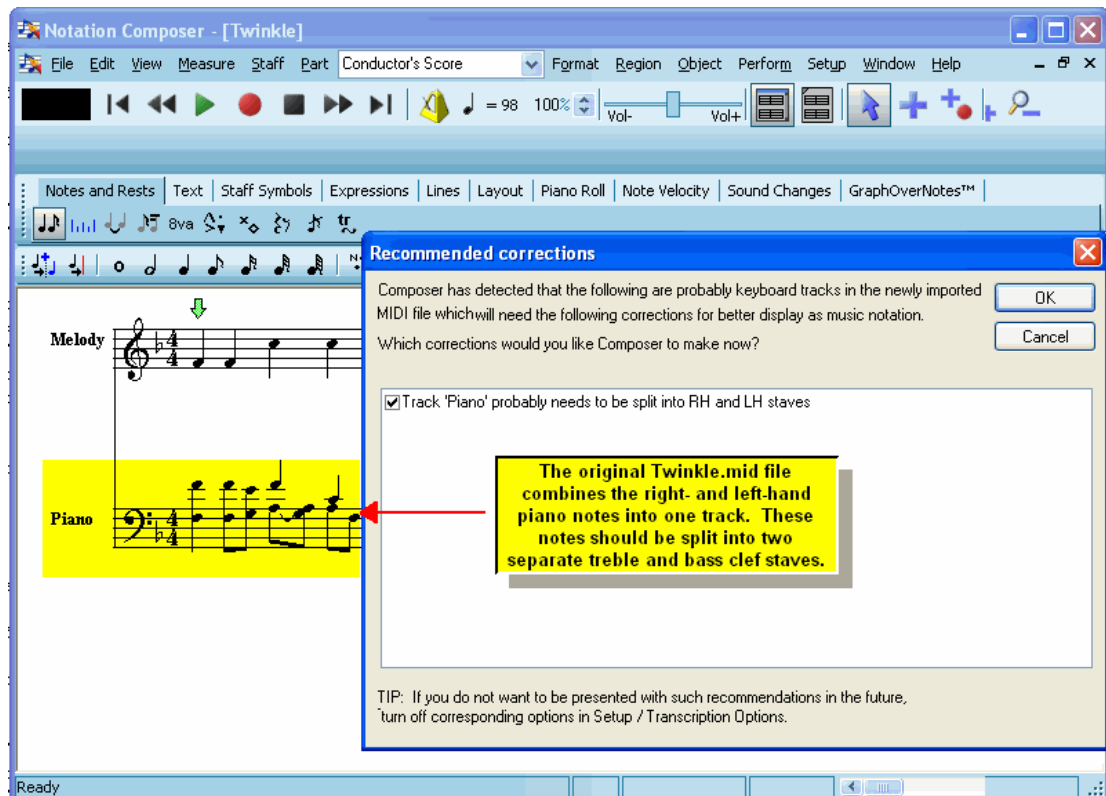 Notation Composer - [Twinkle]
File Edit View Measure Staff Part Conductor's Score Format Region Object Perform Setup Window Help
= 98 100% Vol- Vol+
Notes and Rests Text Staff Symbols Expressions Lines Layout Piano Roll Note Velocity Sound Changes GraphOverNotes™
8va tr
Recommended corrections
Composer has detected that the following are probably keyboard tracks in the newly imported
MIDI file which will need the following corrections for better display as music notation.
Which corrections would you like Composer to make now?
OK
Cancel
Track 'Piano' probably needs to be split into RH and LH staves
Melody
4
4
The original Twinkle.mid file
combines the right- and left-hand
piano notes into one track. These
notes should be split into two
separate treble and bass clef staves.
Piano
4
4
TIP: If you do not want to be presented with such recommendations in the future,
turn off corresponding options in Setup / Transcription Options.
Ready